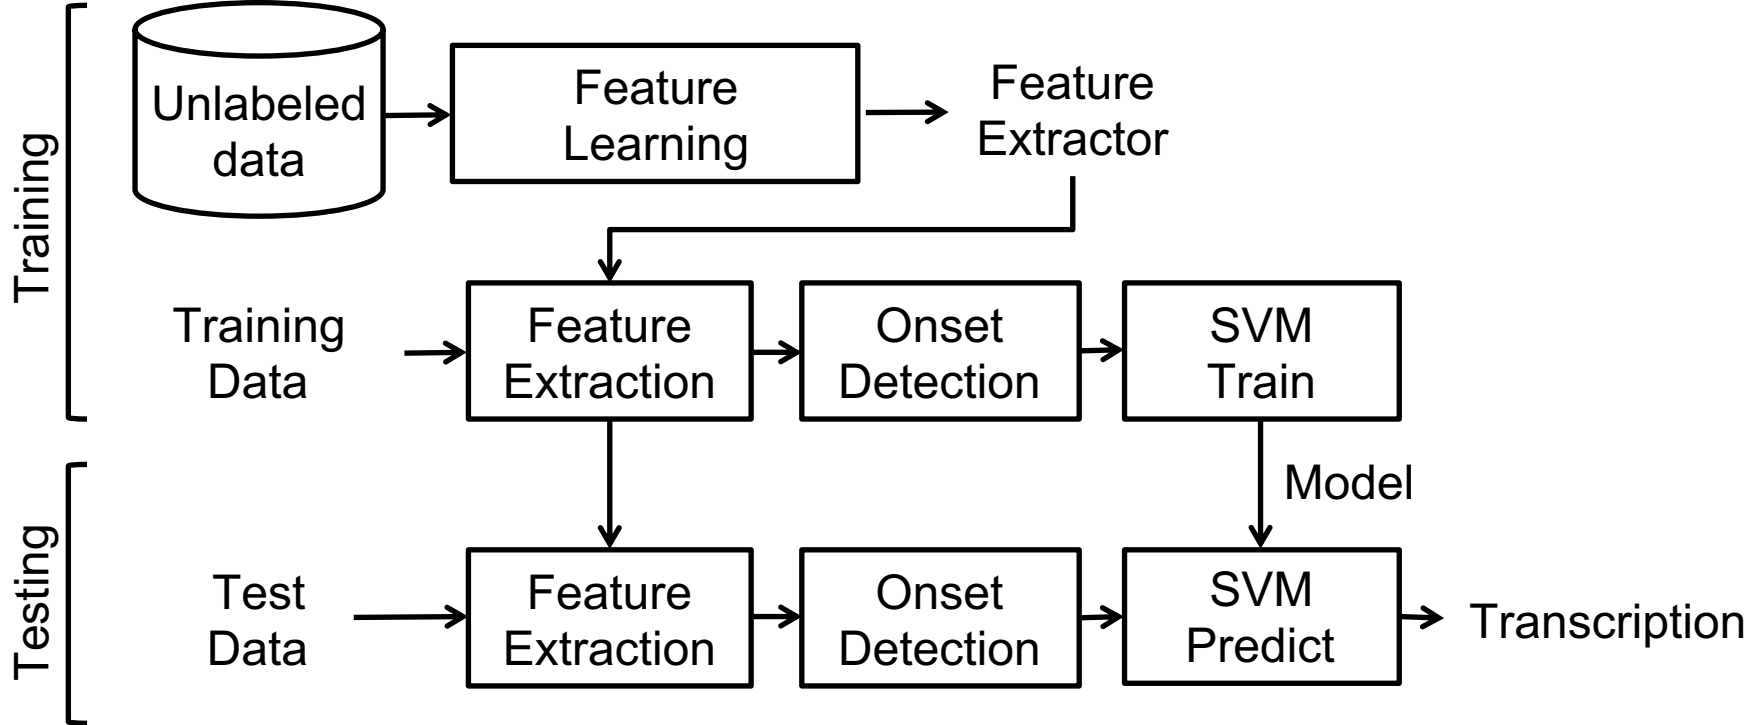 Training
Unlabeled
data
Feature
Learning
Feature
Extractor
Training
Data
Feature
Extraction
Onset
Detection
SVM
Train
Model
Testing
Test
Data
Feature
Extraction
Onset
Detection
SVM
Predict
Transcription